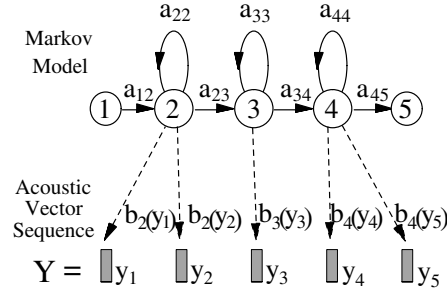 a22 a33 a44
Markov
Model
a12 a23 a34 a45
1 2 3 4 5
Acoustic
Vector
Sequence
b2(y1) b2(y2) b3(y3) b4(y4) b4(y5)
Y = y1 y2 y3 y4 y5